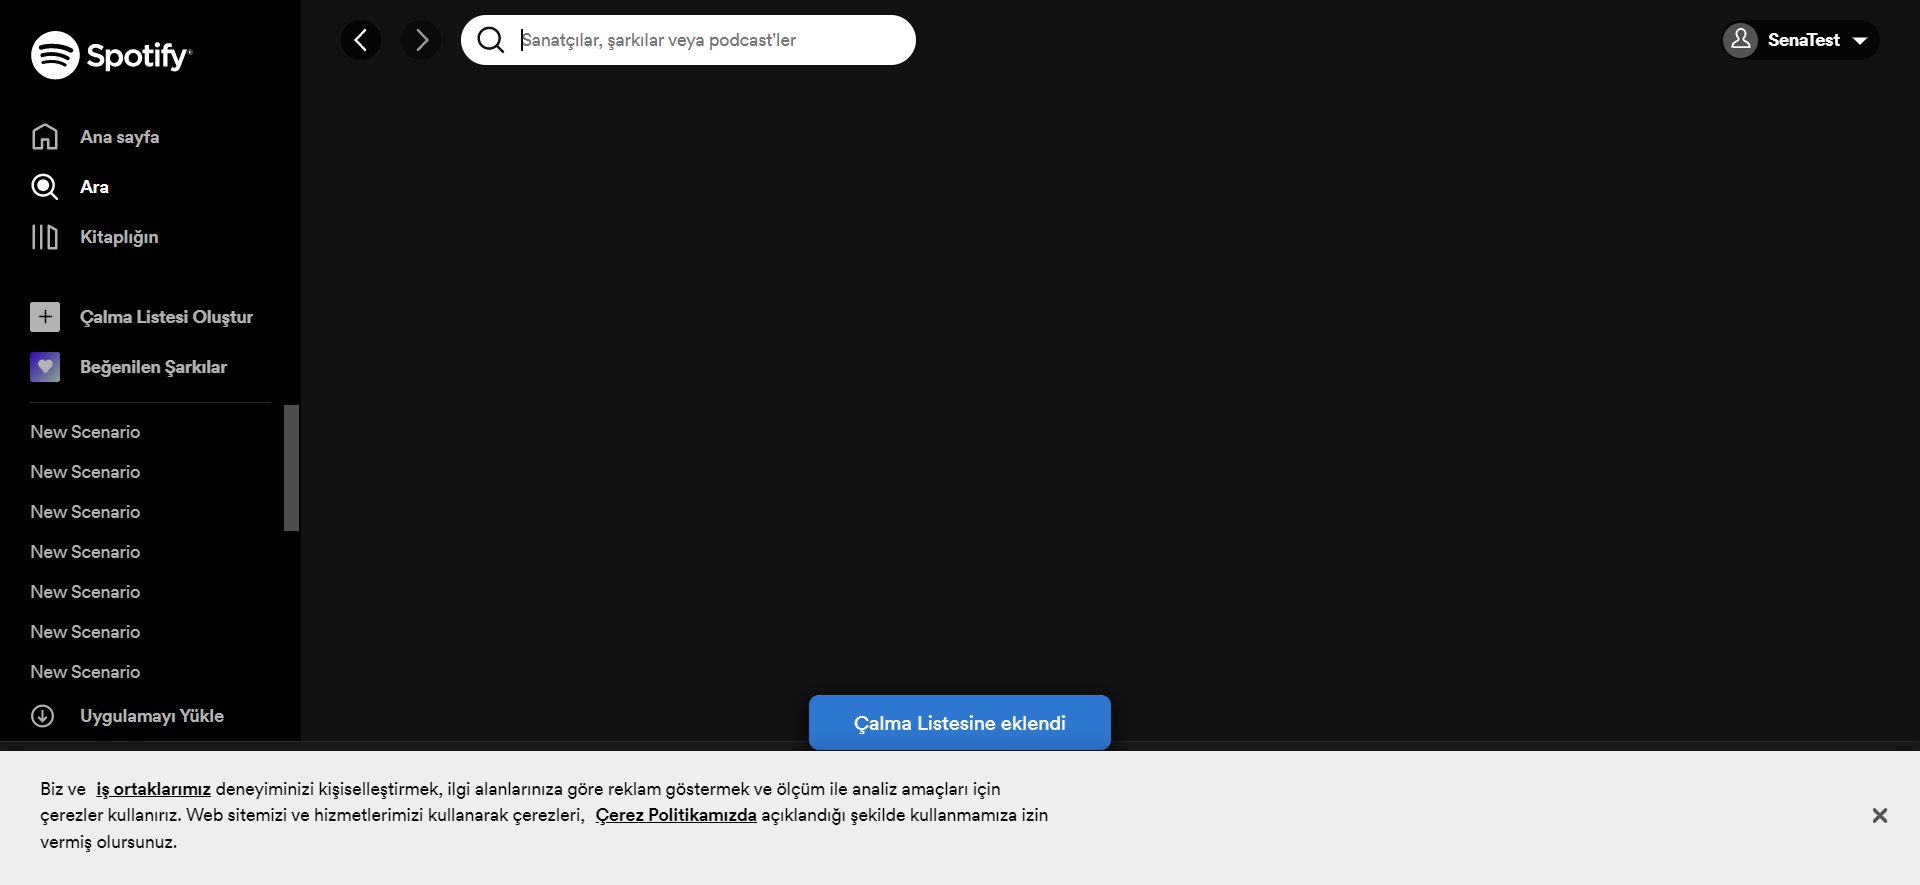 Spotify
Sanatçılar, şarkılar veya podcast'ler
SenaTest
Ana sayfa
Ara
Kitaplığın
Çalma Listesi Oluştur
Beğenilen Şarkılar
New Scenario
New Scenario
New Scenario
New Scenario
New Scenario
New Scenario
New Scenario
Uygulamayı Yükle
Çalma Listesine eklendi
Biz ve iş ortaklarımız deneyiminizi kişiselleştirmek, ilgi alanlarınıza göre reklam göstermek ve ölçüm ile analiz amaçları için
çerezler kullanırız. Web sitemizi ve hizmetlerimizi kullanarak çerezleri, Çerez Politikamızda açıklandığı şekilde kullanmamıza izin
vermiş olursunuz.